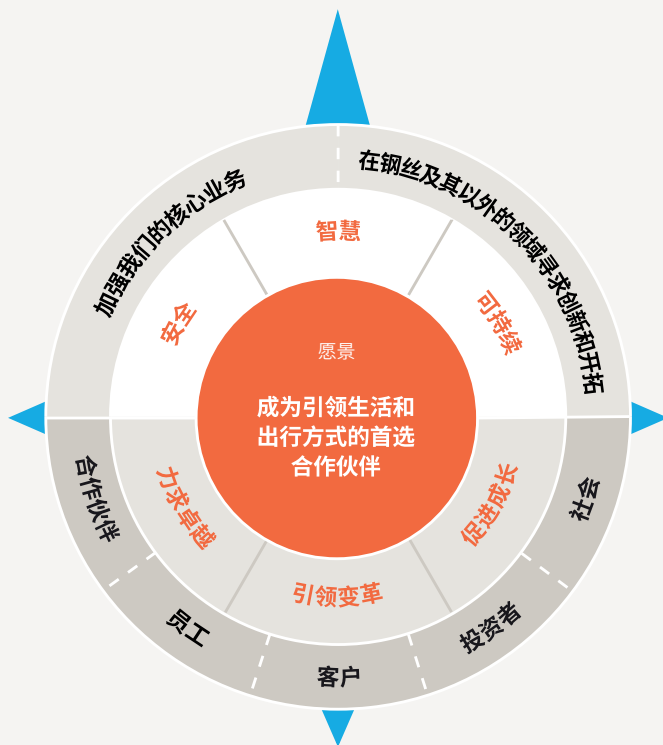 加强我们的核心业务
在钢丝及其以外的领域寻求创新和开拓
智慧
安全
可持续
愿景
成为引领生活和
出行方式的首选
合作伙伴
力求卓越
促进成长
引领变革
合作伙伴
社会
员工
投资者
客户